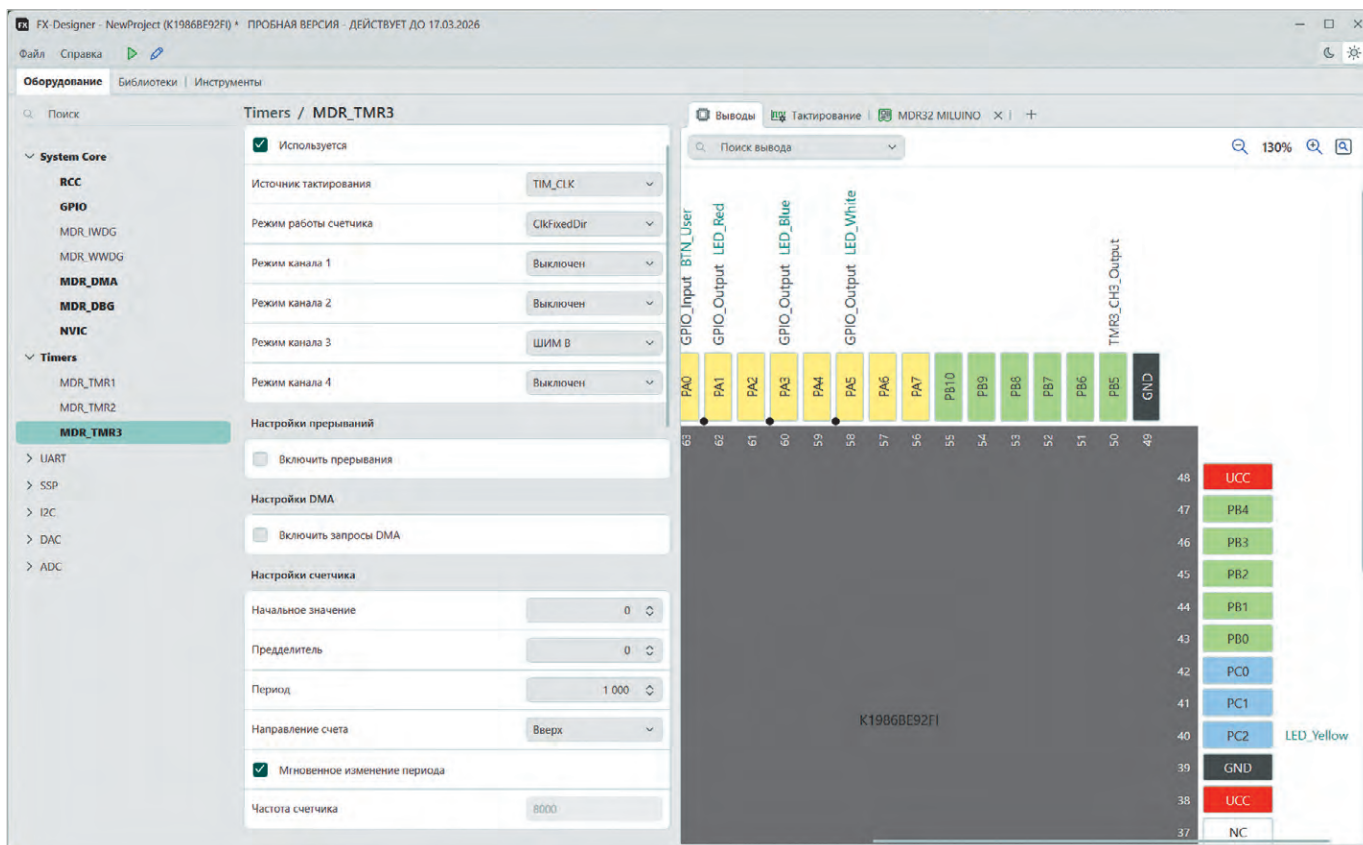 FX FX-Designer - NewProject (K1986BE92FI) * ПРОБНАЯ ВЕРСИЯ - ДЕЙСТВУЕТ ДО 17.03.2026
Файл Справка
Оборудование Библиотеки Инструменты
Поиск
System Core
RCC
GPIO
MDR_IWDG
MDR_WWDG
MDR_DMA
MDR_DBG
NVIC
Timers
MDR_TMR1
MDR_TMR2
MDR_TMR3
UART
SSP
I2C
DAC
ADC
Timers / MDR_TMR3
Используется
Источник тактирования TIM_CLK
Режим работы счетчика ClkFixedDir
Режим канала 1 Выключен
Режим канала 2 Выключен
Режим канала 3 ШИМ B
Режим канала 4 Выключен
Настройки прерываний
Включить прерывания
Настройки DMA
Включить запросы DMA
Настройки счетчика
Начальное значение 0
Предделитель 0
Период 1 000
Направление счета Вверх
Мгновенное изменение периода
Частота счетчика 8000
Выводы Тактирование MDR32 MILUINO
Поиск вывода
130%
GPIO_Input BTN_User
GPIO_Output LED_Red
GPIO_Output LED_Blue
GPIO_Output LED_White
TMR3_CH3_Output
PA0 PA1 PA2 PA3 PA4 PA5 PA6 PA7 PB10 PB9 PB8 PB7 PB6 PB5 GND
63 62 61 60 59 58 57 56 55 54 53 52 51 50 49
48 UCC
47 PB4
46 PB3
45 PB2
44 PB1
43 PB0
42 PC0
41 PC1
K1986BE92FI
40 PC2 LED_Yellow
39 GND
38 UCC
37 NC